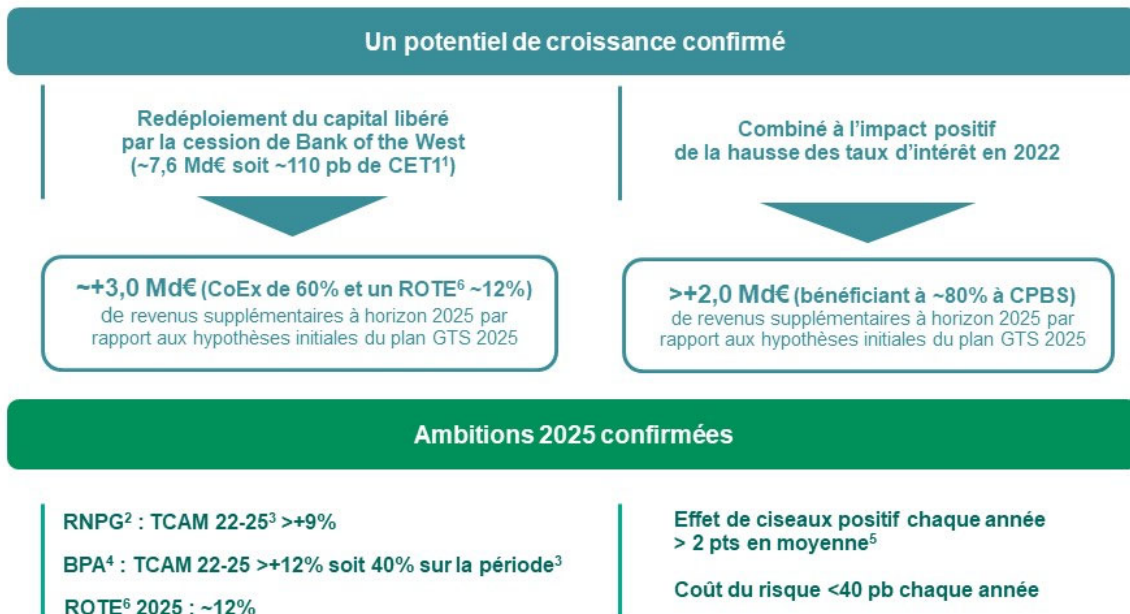 Un potentiel de croissance confirmé
Redéploiement du capital libéré
par la cession de Bank of the West
(~7,6 Md€ soit ~110 pb de CET1¹)
Combiné à l'impact positif
de la hausse des taux d'intérêt en 2022
~+3,0 Md€ (CoEx de 60% et un ROTE⁶ ~12%)
de revenus supplémentaires à horizon 2025 par
rapport aux hypothèses initiales du plan GTS 2025
>+2,0 Md€ (bénéficiant à ~80% à CPBS)
de revenus supplémentaires à horizon 2025 par
rapport aux hypothèses initiales du plan GTS 2025
Ambitions 2025 confirmées
RNPG² : TCAM 22-25³ >+9%
BPA⁴ : TCAM 22-25 >+12% soit 40% sur la période³
ROTE⁶ 2025 : ~12%
Effet de ciseaux positif chaque année
> 2 pts en moyenne⁵
Coût du risque <40 pb chaque année